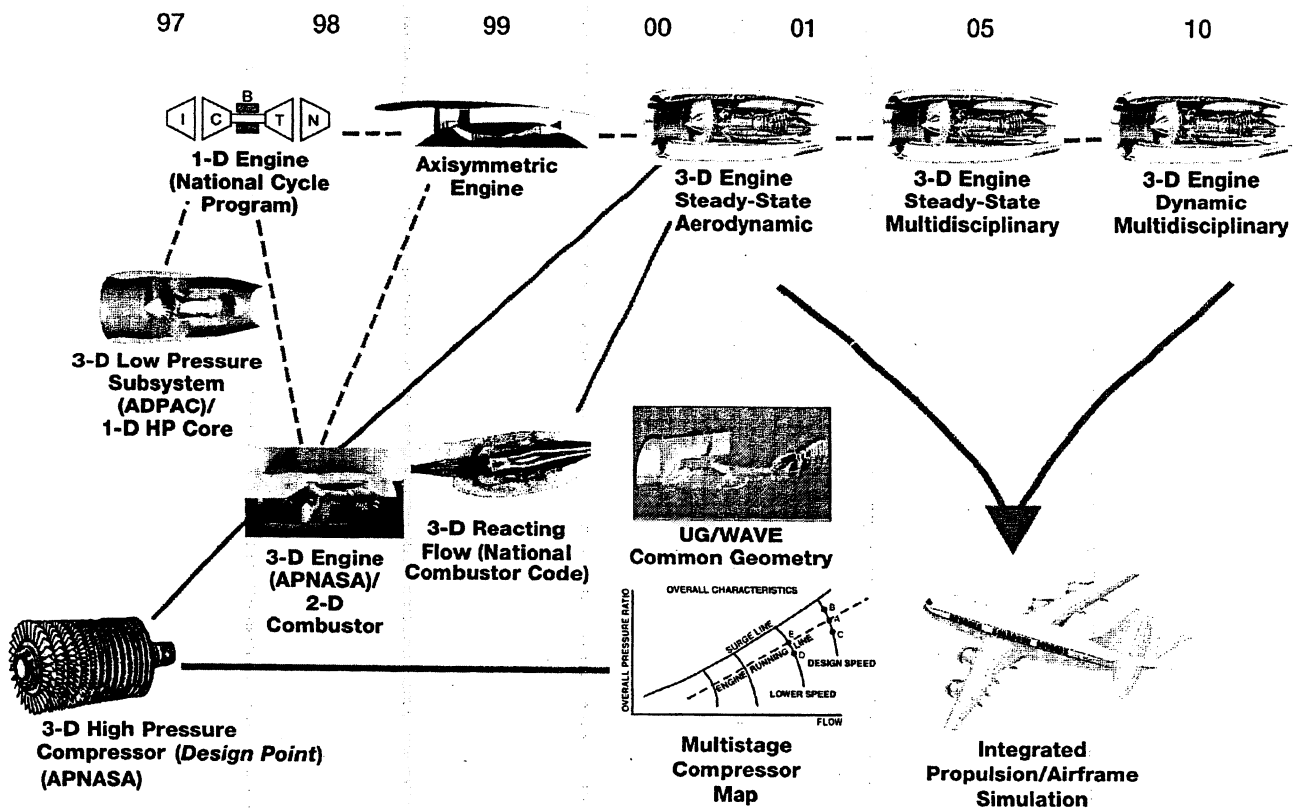 97
98
99
00
01
05
10
B
I
C
T
N
1-D Engine
(National Cycle
Program)
Axisymmetric
Engine
3-D Engine
Steady-State
Aerodynamic
3-D Engine
Steady-State
Multidisciplinary
3-D Engine
Dynamic
Multidisciplinary
3-D Low Pressure
Subsystem
(ADPAC)/
1-D HP Core
3-D Engine
(APNASA)/
2-D
Combustor
3-D Reacting
Flow (National
Combustor Code)
UG/WAVE
Common Geometry
3-D High Pressure
Compressor (Design Point)
(APNASA)
OVERALL CHARACTERISTICS
OVERALL PRESSURE RATIO
SURGE LINE
ENGINE RUNNING LINE
B
A
C
E
D
DESIGN SPEED
LOWER SPEED
FLOW
Multistage
Compressor
Map
Integrated
Propulsion/Airframe
Simulation